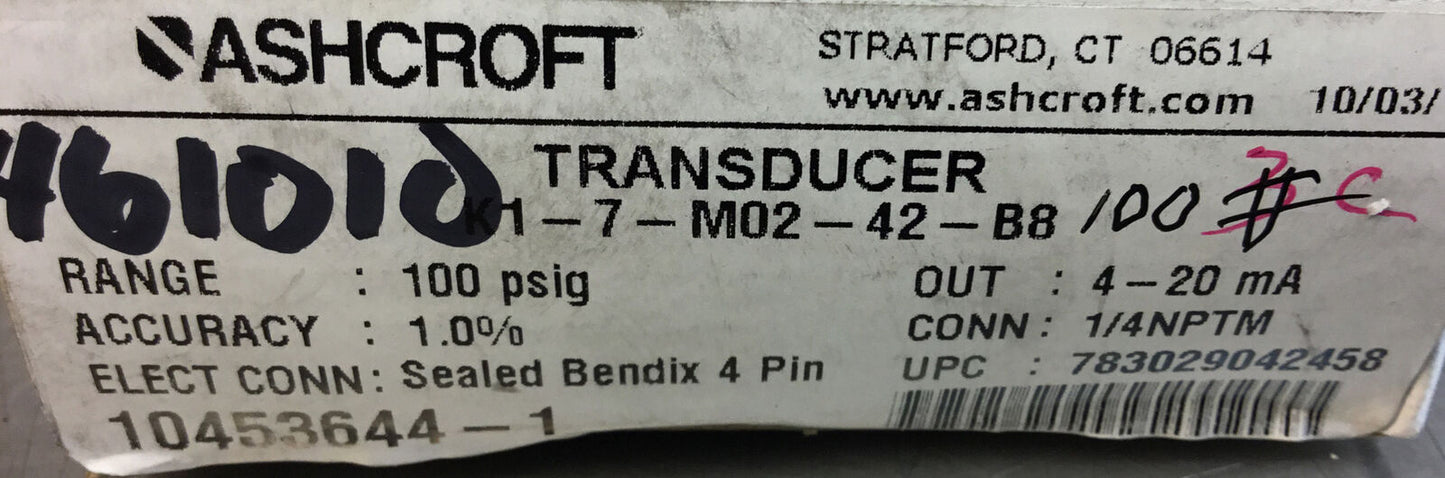 ASHCROFT
STRATFORD, CT 06614
www.ashcroft.com 10/03/
46101d
TRANSDUCER
K1-7-M02-42-B8
100 #
RANGE : 100 psig
OUT : 4-20 mA
ACCURACY : 1.0%
CONN : 1/4NPTM
ELECT CONN : Sealed Bendix 4 Pin
UPC : 783029042458
10453644-1